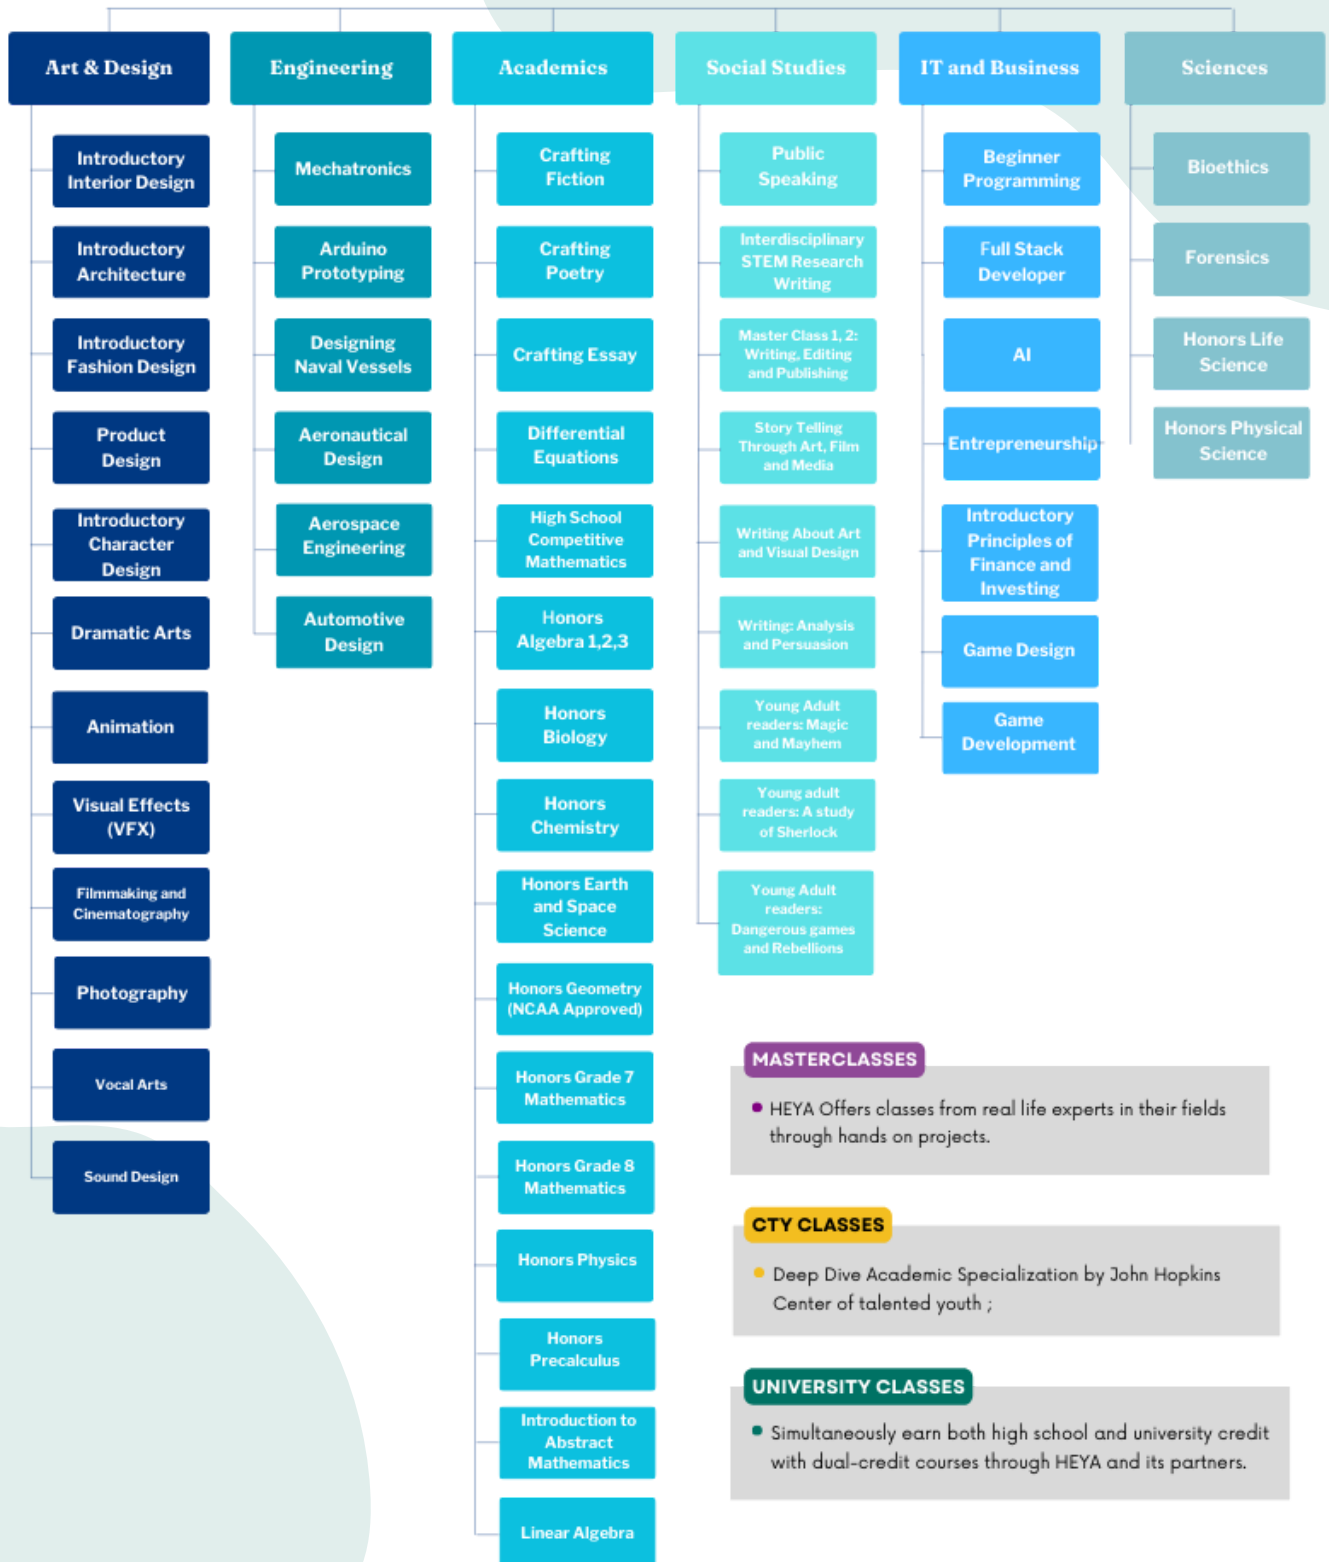 Art & Design
Introductory
Interior Design
Introductory
Architecture
Introductory
Fashion Design
Product
Design
Introductory
Character
Design
Dramatic Arts
Animation
Visual Effects
(VFX)
Filmmaking and
Cinematography
Photography
Vocal Arts
Sound Design
Engineering
Mechatronics
Arduino
Prototyping
Designing
Naval Vessels
Aeronautical
Design
Aerospace
Engineering
Automotive
Design
Academics
Crafting
Fiction
Crafting
Poetry
Crafting Essay
Differential
Equations
High School
Competitive
Mathematics
Honors
Algebra 1,2,3
Honors
Biology
Honors
Chemistry
Honors Earth
and Space
Science
Honors Geometry
(NCAA Approved)
Honors Grade 7
Mathematics
Honors Grade 8
Mathematics
Honors Physics
Honors
Precalculus
Introduction to
Abstract
Mathematics
Linear Algebra
Social Studies
Public
Speaking
Interdisciplinary
STEM Research
Writing
Master Class 1, 2:
Writing, Editing
and Publishing
Story Telling
Through Art, Film
and Media
Writing About Art
and Visual Design
Writing: Analysis
and Persuasion
Young Adult
readers: Magic
and Mayhem
Young adult
readers: A study
of Sherlock
Young Adult
readers:
Dangerous games
and Rebellions
IT and Business
Beginner
Programming
Full Stack
Developer
AI
Entrepreneurship
Introductory
Principles of
Finance and
Investing
Game Design
Game
Development
Sciences
Bioethics
Forensics
Honors Life
Science
Honors Physical
Science
MASTERCLASSES
• HEYA Offers classes from real life experts in their fields
through hands on projects.
CTY CLASSES
• Deep Dive Academic Specialization by John Hopkins
Center of talented youth ;
UNIVERSITY CLASSES
• Simultaneously earn both high school and university credit
with dual-credit courses through HEYA and its partners.